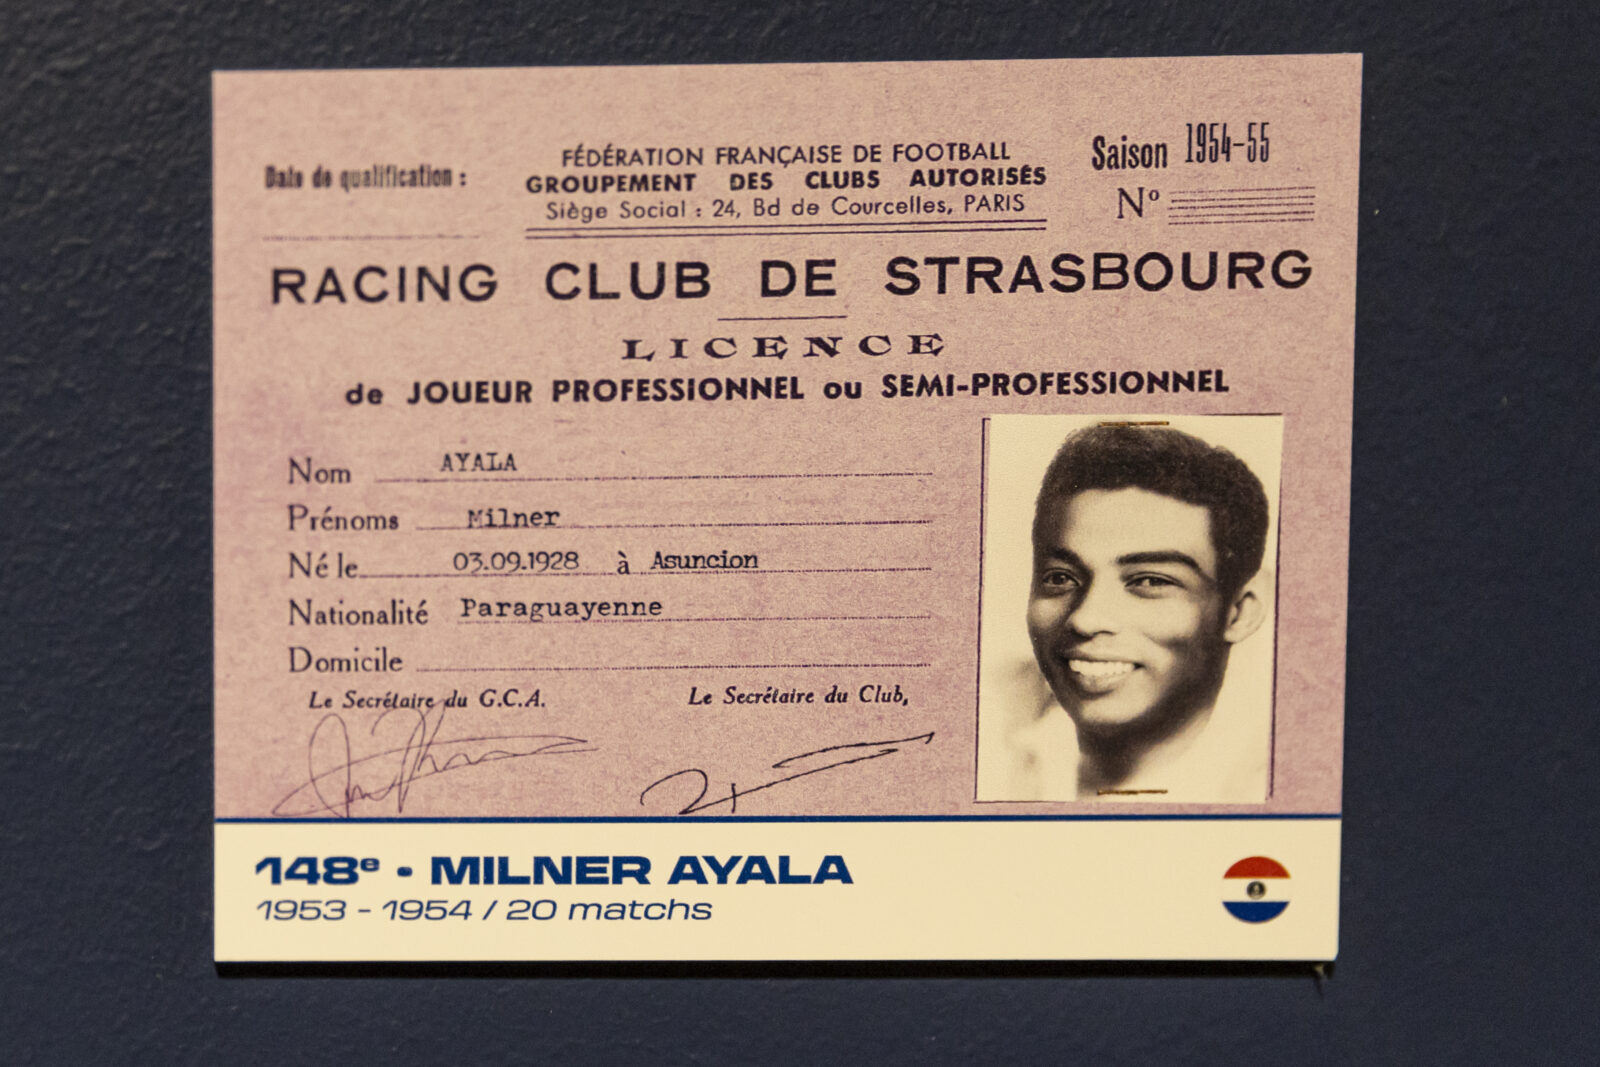 Date de qualification :
FÉDÉRATION FRANÇAISE DE FOOTBALL
GROUPEMENT DES CLUBS AUTORISÉS
Siège Social : 24, Bd de Courcelles, PARIS
Saison 1954-55
Nº
RACING CLUB DE STRASBOURG
LICENCE
de JOUEUR PROFESSIONNEL ou SEMI-PROFESSIONNEL
Nom AYALA
Prénoms Milner
Né le 03.09.1928 à Asuncion
Nationalité Paraguayenne
Domicile
Le Secrétaire du G.C.A.
Le Secrétaire du Club,
148e - MILNER AYALA
1953 - 1954 / 20 matchs